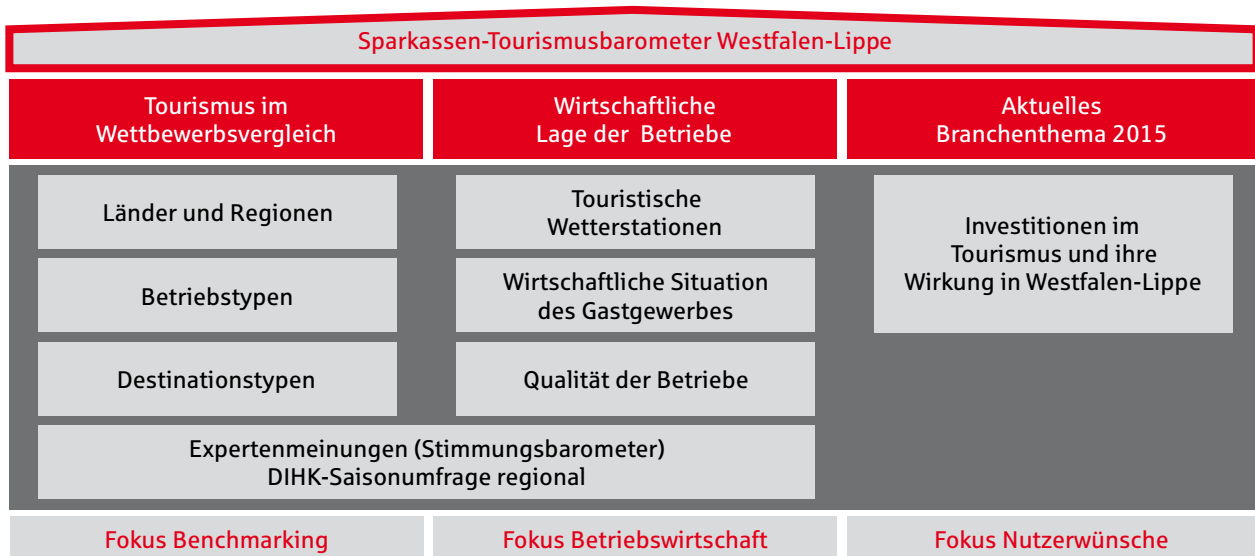 Sparkassen-Tourismusbarometer Westfalen-Lippe
Tourismus im
Wettbewerbsvergleich
Wirtschaftliche
Lage der Betriebe
Aktuelles
Branchenthema 2015
Länder und Regionen
Betriebstypen
Destinationstypen
Touristische
Wetterstationen
Wirtschaftliche Situation
des Gastgewerbes
Qualität der Betriebe
Expertenmeinungen (Stimmungsbarometer)
DIHK-Saisonumfrage regional
Investitionen im
Tourismus und ihre
Wirkung in Westfalen-Lippe
Fokus Benchmarking
Fokus Betriebswirtschaft
Fokus Nutzerwünsche